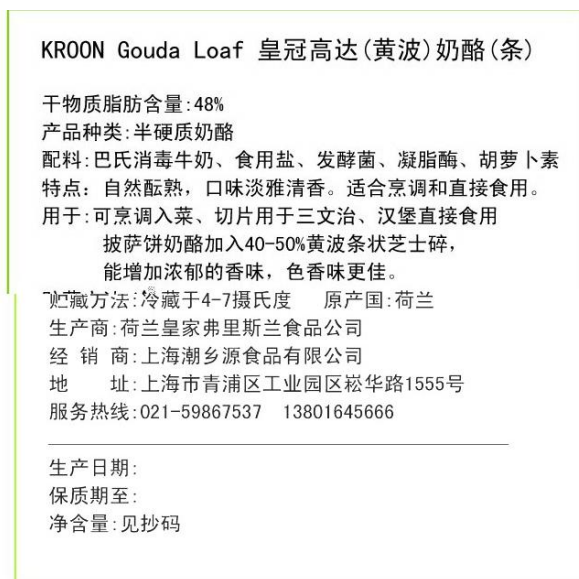 KROON Gouda Loaf 皇冠高达(黄波)奶酪(条)
干物质脂肪含量:48%
产品种类:半硬质奶酪
配料:巴氏消毒牛奶、食用盐、发酵菌、凝脂酶、胡萝卜素
特点: 自然酝熟，口味淡雅清香。适合烹调和直接食用。
用于:可烹调入菜、切片用于三文治、汉堡直接食用
披萨饼奶酪加入40-50%黄波条状芝士碎，
能增加浓郁的香味，色香味更佳。
贮藏方法:冷藏于4-7摄氏度 原产国:荷兰
生产商:荷兰皇家弗里斯兰食品公司
经 销 商:上海潮乡源食品有限公司
地 址:上海市青浦区工业园区崧华路1555号
服务热线:021-59867537 13801645666
生产日期:
保质期至:
净含量:见抄码